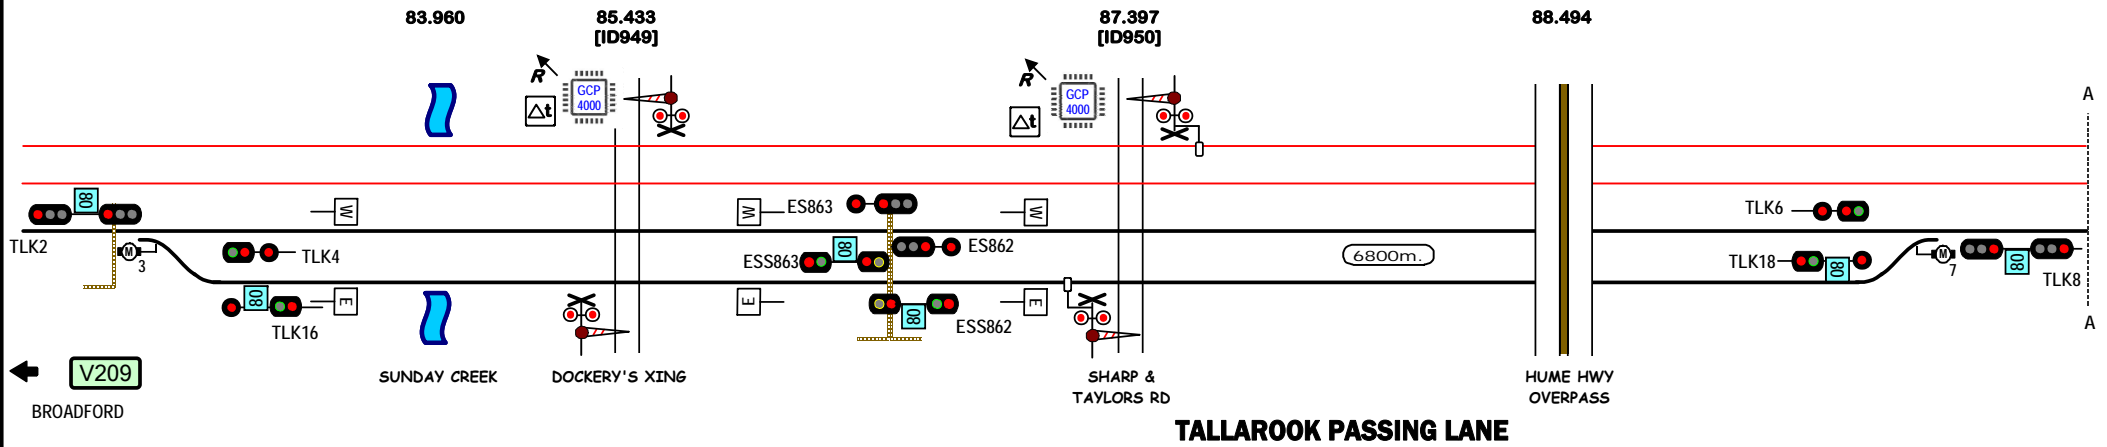 83.960
85.433
[ID949]
87.397
[ID950]
88.494
R
GCP
4000
Δt
R
GCP
4000
Δt
A
80
TLK2
M
3
W
TLK4
80
TLK16
E
W
ES863
ESS863
80
ES862
E
80
ESS862
W
E
6800m.
TLK6
TLK18
80
M
7
80
TLK8
A
V209
BROADFORD
SUNDAY CREEK
DOCKERY'S XING
SHARP &
TAYLORS RD
HUME HWY
OVERPASS
TALLAROOK PASSING LANE